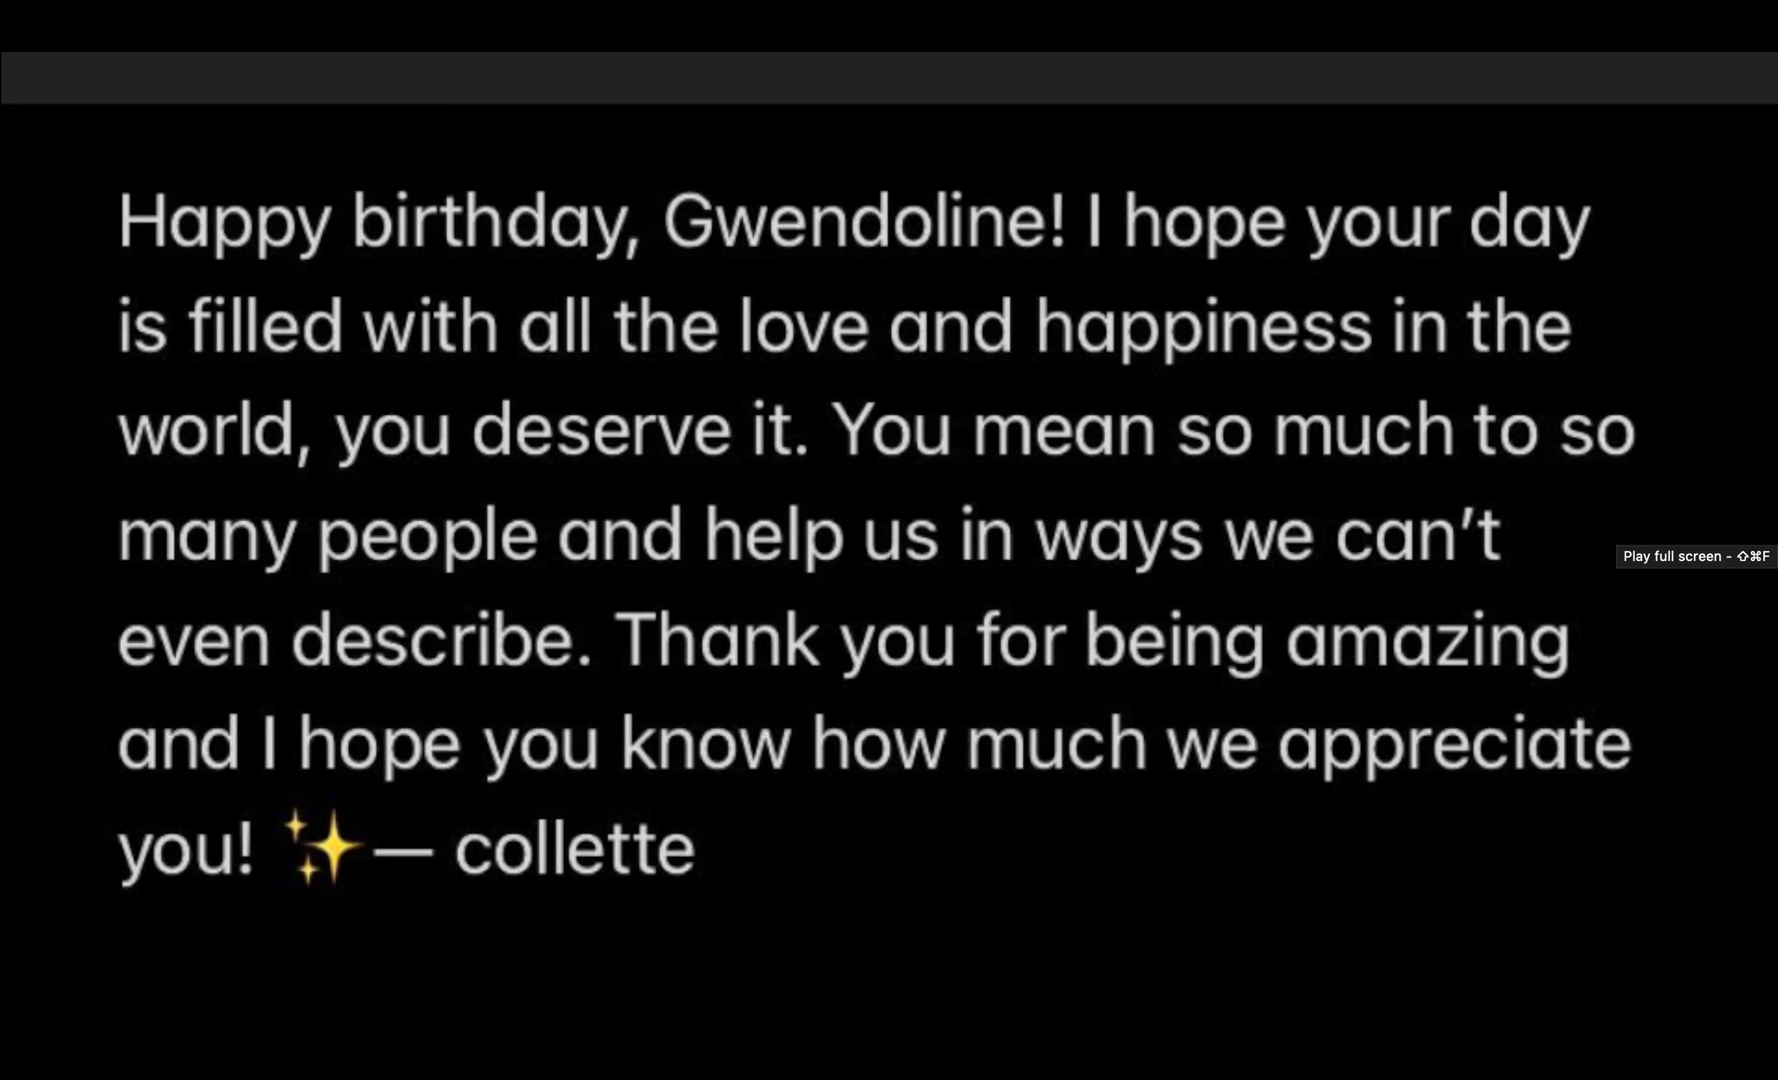 Happy birthday, Gwendoline! I hope your day
is filled with all the love and happiness in the
world, you deserve it. You mean so much to so
many people and help us in ways we can’t
Play full screen - ⇧⌘F
even describe. Thank you for being amazing
and I hope you know how much we appreciate
you! ✨— collette